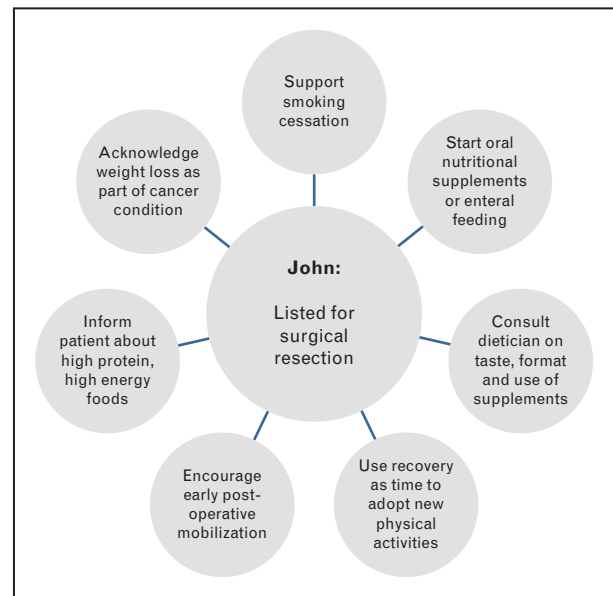 Support
smoking
cessation
Start oral
nutritional
supplements
or enteral
feeding
Consult
dietician on
taste, format
and use of
supplements
Use recovery
as time to
adopt new
physical
activities
Encourage
early post-
operative
mobilization
Inform
patient about
high protein,
high energy
foods
Acknowledge
weight loss as
part of cancer
condition
John:
Listed for
surgical
resection